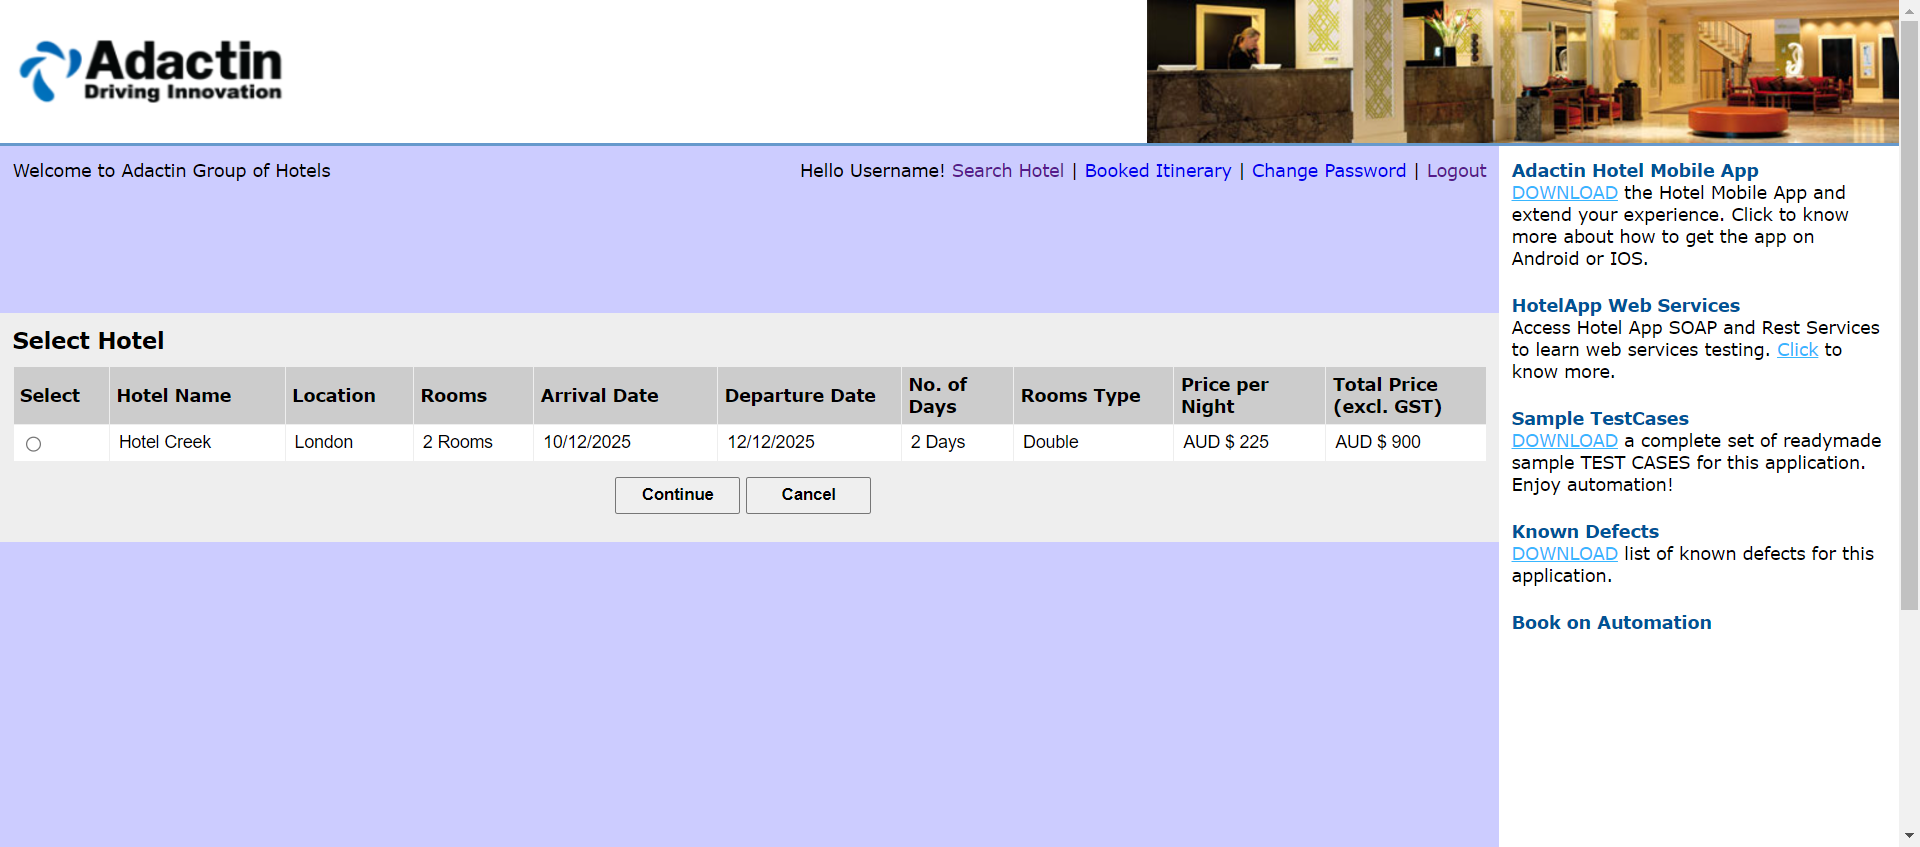 Adactin
Driving Innovation
Welcome to Adactin Group of Hotels
Hello Username! Search Hotel | Booked Itinerary | Change Password | Logout
Select Hotel
Select Hotel Name Location Rooms Arrival Date Departure Date No. of Days Rooms Type Price per Night Total Price (excl. GST)
Hotel Creek London 2 Rooms 10/12/2025 12/12/2025 2 Days Double AUD $ 225 AUD $ 900
Continue Cancel
Adactin Hotel Mobile App
DOWNLOAD the Hotel Mobile App and
extend your experience. Click to know
more about how to get the app on
Android or IOS.
HotelApp Web Services
Access Hotel App SOAP and Rest Services
to learn web services testing. Click to
know more.
Sample TestCases
DOWNLOAD a complete set of readymade
sample TEST CASES for this application.
Enjoy automation!
Known Defects
DOWNLOAD list of known defects for this
application.
Book on Automation